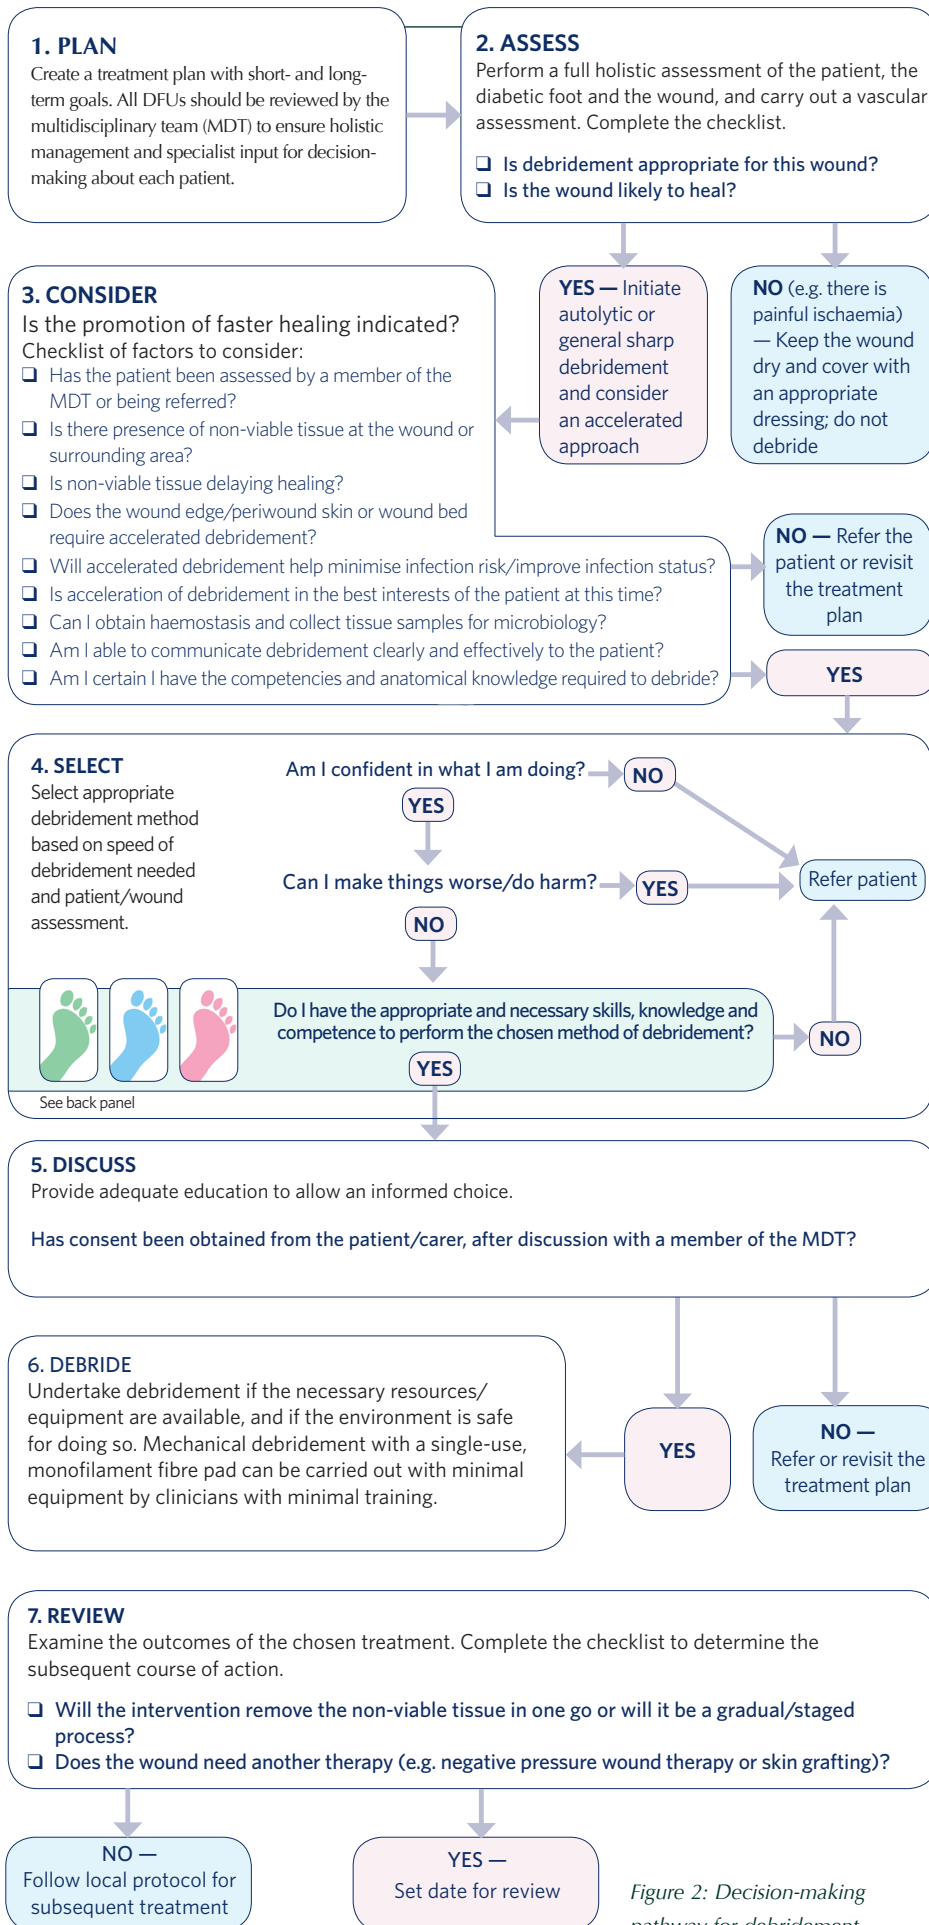 1. PLAN
Create a treatment plan with short- and long-
term goals. All DFUs should be reviewed by the
multidisciplinary team (MDT) to ensure holistic
management and specialist input for decision-
making about each patient.
2. ASSESS
Perform a full holistic assessment of the patient, the
diabetic foot and the wound, and carry out a vascular
assessment. Complete the checklist.
❑ Is debridement appropriate for this wound?
❑ Is the wound likely to heal?
YES — Initiate
autolytic or
general sharp
debridement
and consider
an accelerated
approach
NO (e.g. there is
painful ischaemia)
— Keep the wound
dry and cover with
an appropriate
dressing; do not
debride
3. CONSIDER
Is the promotion of faster healing indicated?
Checklist of factors to consider:
❑ Has the patient been assessed by a member of the
MDT or being referred?
❑ Is there presence of non-viable tissue at the wound or
surrounding area?
❑ Is non-viable tissue delaying healing?
❑ Does the wound edge/periwound skin or wound bed
require accelerated debridement?
❑ Will accelerated debridement help minimise infection risk/improve infection status?
❑ Is acceleration of debridement in the best interests of the patient at this time?
❑ Can I obtain haemostasis and collect tissue samples for microbiology?
❑ Am I able to communicate debridement clearly and effectively to the patient?
❑ Am I certain I have the competencies and anatomical knowledge required to debride?
NO — Refer the
patient or revisit
the treatment
plan
YES
4. SELECT
Select appropriate
debridement method
based on speed of
debridement needed
and patient/wound
assessment.
Am I confident in what I am doing?
NO
YES
Can I make things worse/do harm?
YES
Refer patient
NO
Do I have the appropriate and necessary skills, knowledge and
competence to perform the chosen method of debridement?
NO
YES
See back panel
5. DISCUSS
Provide adequate education to allow an informed choice.
Has consent been obtained from the patient/carer, after discussion with a member of the MDT?
6. DEBRIDE
Undertake debridement if the necessary resources/
equipment are available, and if the environment is safe
for doing so. Mechanical debridement with a single-use,
monofilament fibre pad can be carried out with minimal
equipment by clinicians with minimal training.
YES
NO —
Refer or revisit the
treatment plan
7. REVIEW
Examine the outcomes of the chosen treatment. Complete the checklist to determine the
subsequent course of action.
❑ Will the intervention remove the non-viable tissue in one go or will it be a gradual/staged
process?
❑ Does the wound need another therapy (e.g. negative pressure wound therapy or skin grafting)?
NO —
Follow local protocol for
subsequent treatment
YES —
Set date for review
Figure 2: Decision-making
pathway for debridement